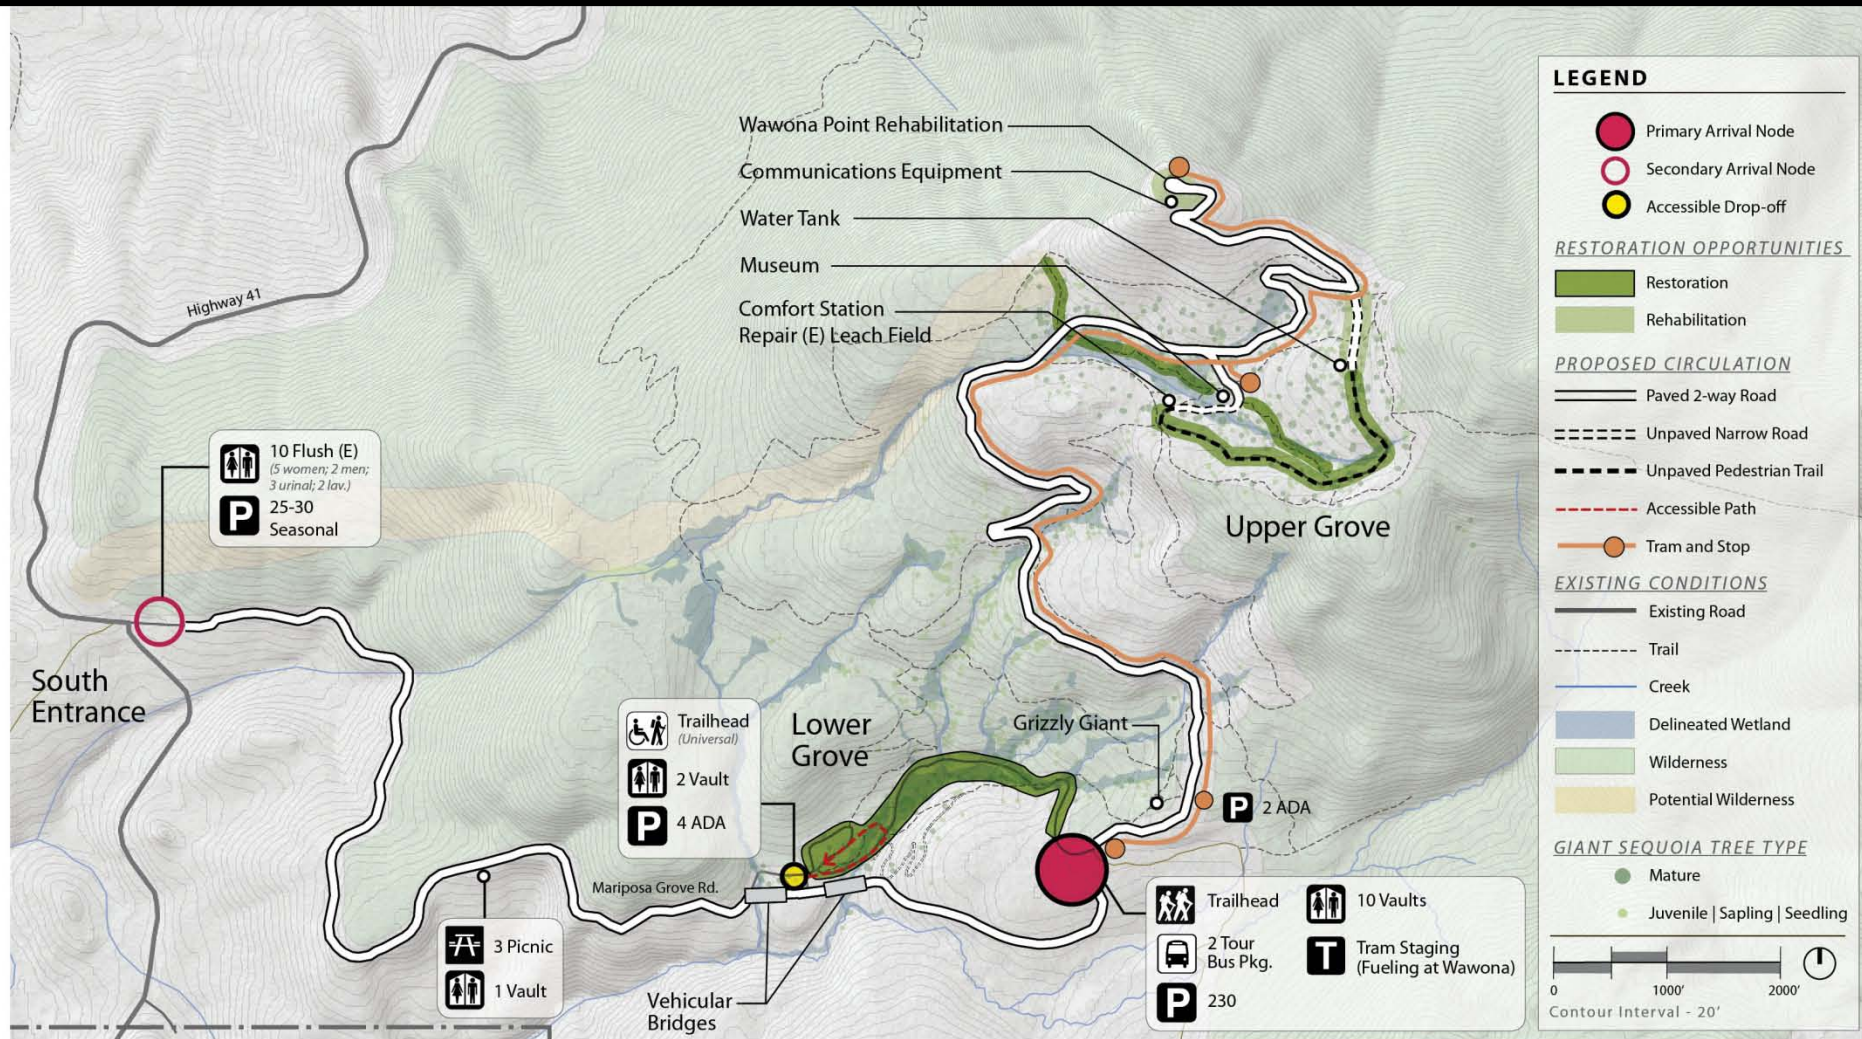 Wawona Point Rehabilitation
Communications Equipment
Water Tank
Museum
Comfort Station
Repair (E) Leach Field
Highway 41
10 Flush (E)
(5 women; 2 men;
3 urinal; 2 lav.)
P
25-30
Seasonal
South
Entrance
Upper Grove
Trailhead
(Universal)
2 Vault
P
4 ADA
Lower
Grove
Grizzly Giant
P
2 ADA
Mariposa Grove Rd.
3 Picnic
1 Vault
Vehicular
Bridges
Trailhead
2 Tour
Bus Pkg.
P
230
10 Vaults
T
Tram Staging
(Fueling at Wawona)
LEGEND
Primary Arrival Node
Secondary Arrival Node
Accessible Drop-off
RESTORATION OPPORTUNITIES
Restoration
Rehabilitation
PROPOSED CIRCULATION
Paved 2-way Road
Unpaved Narrow Road
Unpaved Pedestrian Trail
Accessible Path
Tram and Stop
EXISTING CONDITIONS
Existing Road
Trail
Creek
Delineated Wetland
Wilderness
Potential Wilderness
GIANT SEQUOIA TREE TYPE
Mature
Juvenile | Sapling | Seedling
0 1000' 2000'
Contour Interval - 20'